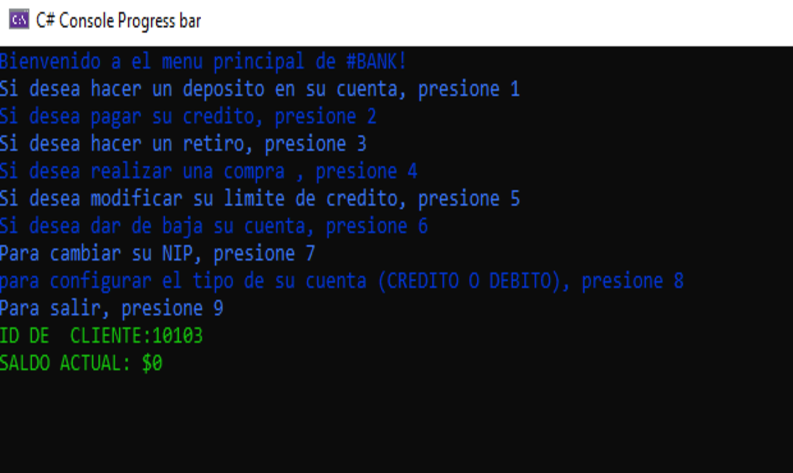 C:\ C# Console Progress bar
Bienvenido a el menu principal de #BANK!
Si desea hacer un deposito en su cuenta, presione 1
Si desea pagar su credito, presione 2
Si desea hacer un retiro, presione 3
Si desea realizar una compra , presione 4
Si desea modificar su limite de credito, presione 5
Si desea dar de baja su cuenta, presione 6
Para cambiar su NIP, presione 7
para configurar el tipo de su cuenta (CREDITO O DEBITO), presione 8
Para salir, presione 9
ID DE  CLIENTE:10103
SALDO ACTUAL: $0